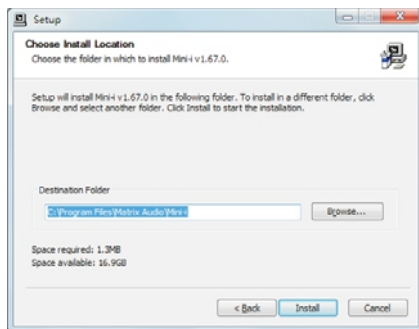 Setup
Choose Install Location
Choose the folder in which to install Mini-i v1.67.0.
Setup will install Mini-i v1.67.0 in the following folder. To install in a different folder, click
Browse and select another folder. Click Install to start the installation.
Destination Folder
C:\Program Files\Matrix Audio\Mini-i
Browse...
Space required: 1.3MB
Space available: 16.9GB
< Back
Install
Cancel